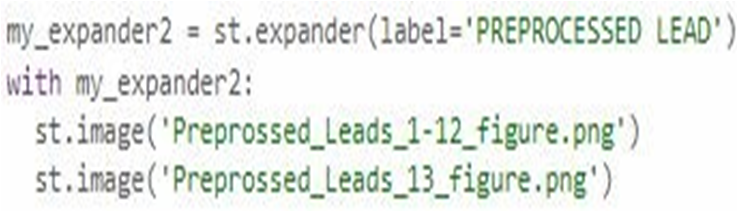 my_expander2 = st.expander(label='PREPROCESSED LEAD')
with my_expander2:
  st.image('Preprossed_Leads_1-12_figure.png')
  st.image('Preprossed_Leads_13_figure.png')